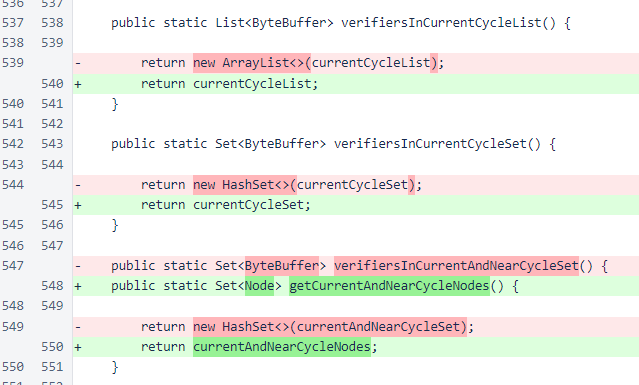 536 537
537 538 public static List<ByteBuffer> verifiersInCurrentCycleList() {
538 539
539 - return new ArrayList<>(currentCycleList);
540 + return currentCycleList;
540 541 }
541 542
542 543 public static Set<ByteBuffer> verifiersInCurrentCycleSet() {
543 544
544 - return new HashSet<>(currentCycleSet);
545 + return currentCycleSet;
545 546 }
546 547
547 - public static Set<ByteBuffer> verifiersInCurrentAndNearCycleSet() {
548 + public static Set<Node> getCurrentAndNearCycleNodes() {
548 549
549 - return new HashSet<>(currentAndNearCycleSet);
550 + return currentAndNearCycleNodes;
550 551 }